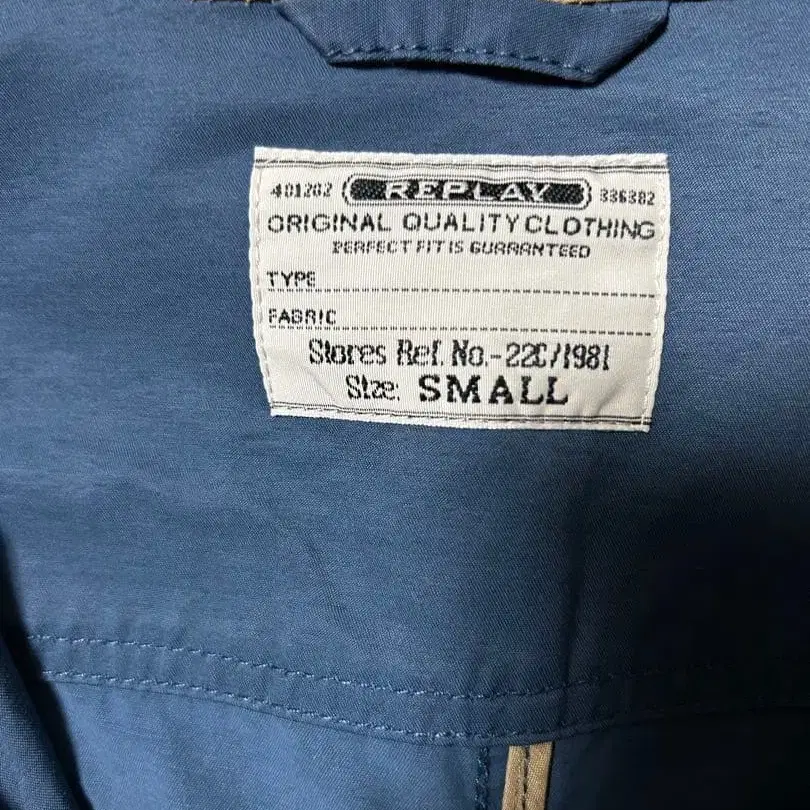 401202 REPLAY 336382
ORIGINAL QUALITY CLOTHING
PERFECT FIT IS GUARANTEED
TYPE
FABRIC
Stores Ref. No.-22C/1981
Size: SMALL